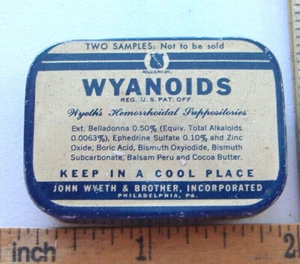 TWO SAMPLES: Not to be sold
WYANOIDS
REG. U. S. PAT. OFF.
Wyeth's Hemorrhoidal Suppositories
Ext. Belladonna 0.50% (Equiv. Total Alkaloids
0.0063%), Ephedrine Sulfate 0.10% and Zinc
Oxide, Boric Acid, Bismuth Oxyiodide, Bismuth
Subcarbonate, Balsam Peru and Cocoa Butter.
KEEP IN A COOL PLACE
JOHN WYETH & BROTHER, INCORPORATED
PHILADELPHIA, PA.
inch 1 2